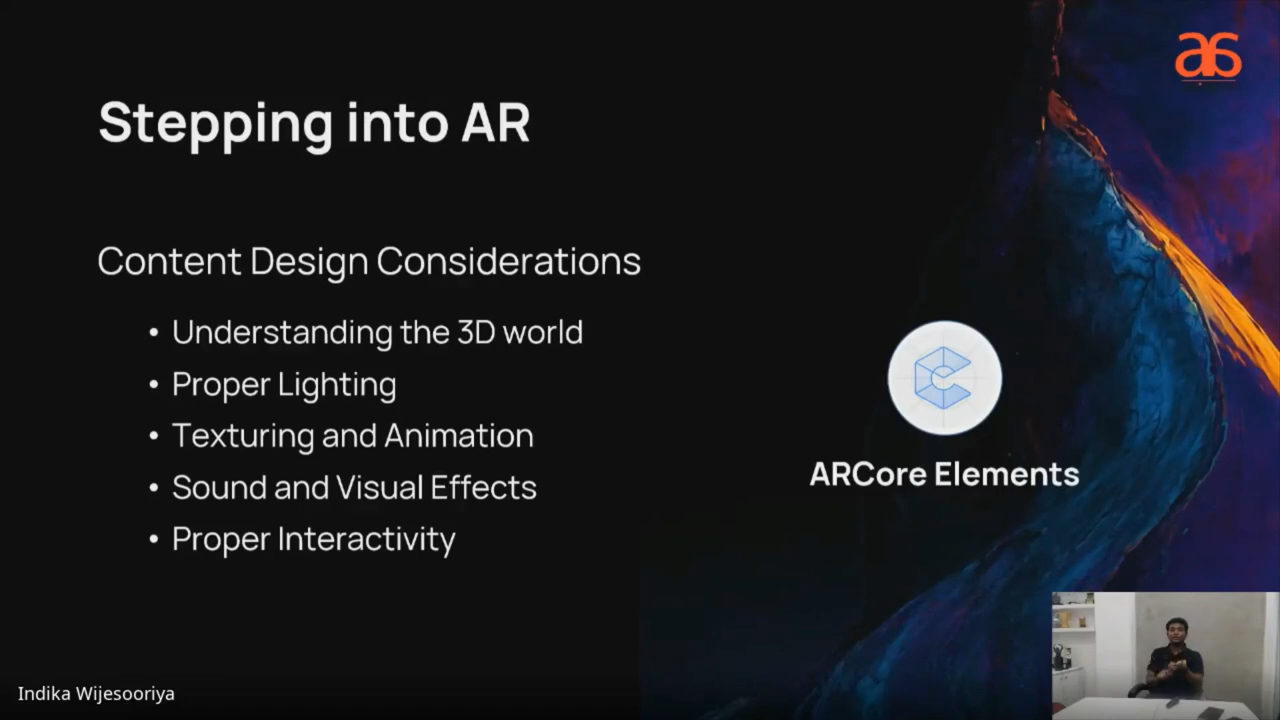 Stepping into AR
Content Design Considerations
• Understanding the 3D world
• Proper Lighting
• Texturing and Animation
• Sound and Visual Effects
• Proper Interactivity
ARCore Elements
Indika Wijesooriya